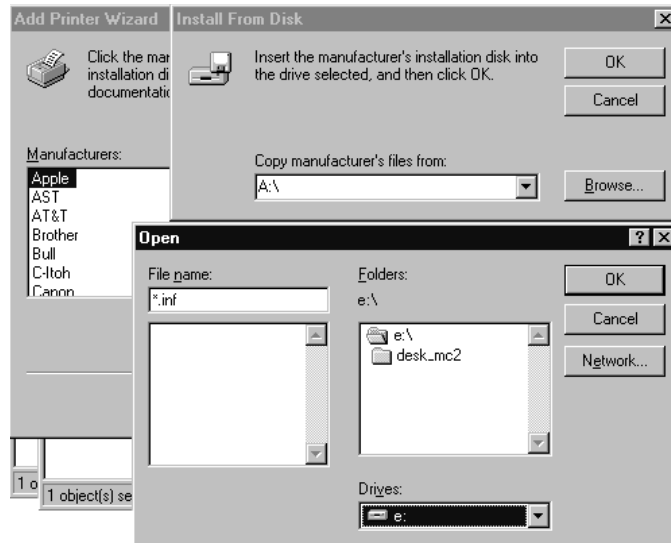 Add Printer Wizard
Click the mar
installation di
documentatic
Manufacturers:
Apple
AST
AT&T
Brother
Bull
C-Itoh
Canon
Install From Disk
Insert the manufacturer's installation disk into
the drive selected, and then click OK.
OK
Cancel
Copy manufacturer's files from:
A:\
Browse...
Open
File name:
*.inf
Folders:
e:\
e:\
desk_mc2
OK
Cancel
Network...
Drives:
e:
1 o
1 object(s) se